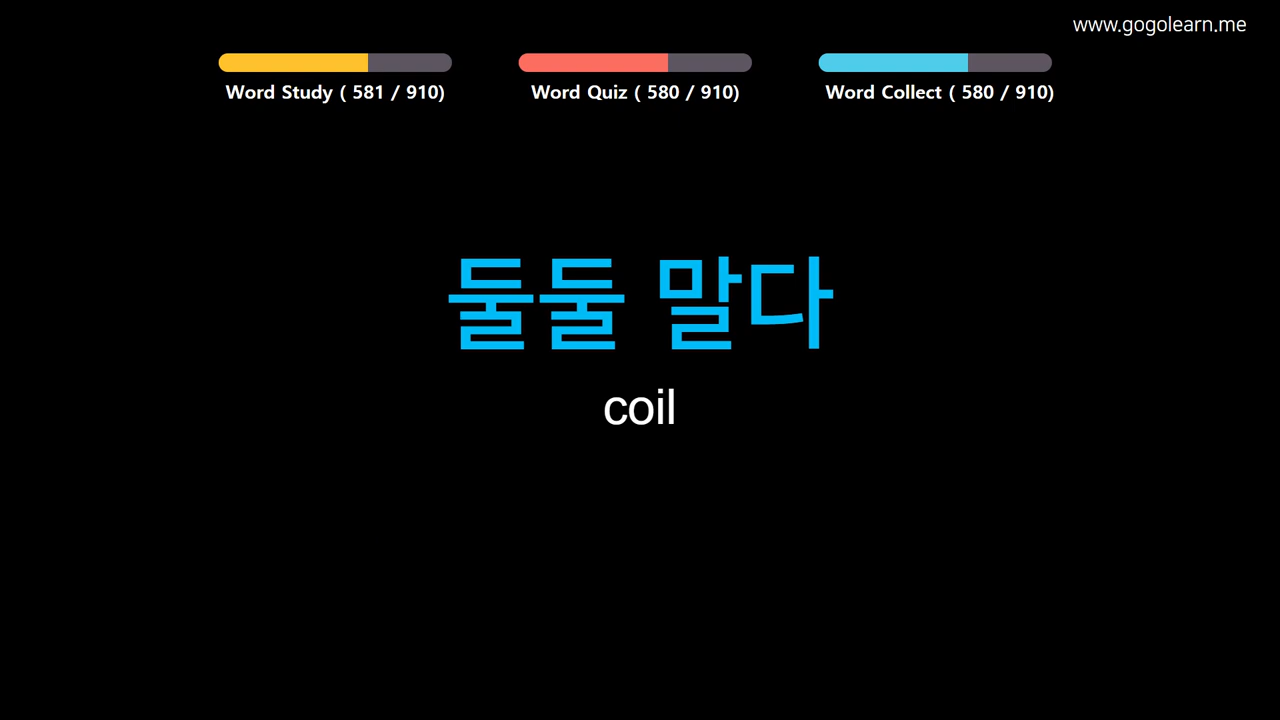 www.gogolearn.me
Word Study ( 581 / 910)
Word Quiz ( 580 / 910)
Word Collect ( 580 / 910)
둘둘 말다
coil